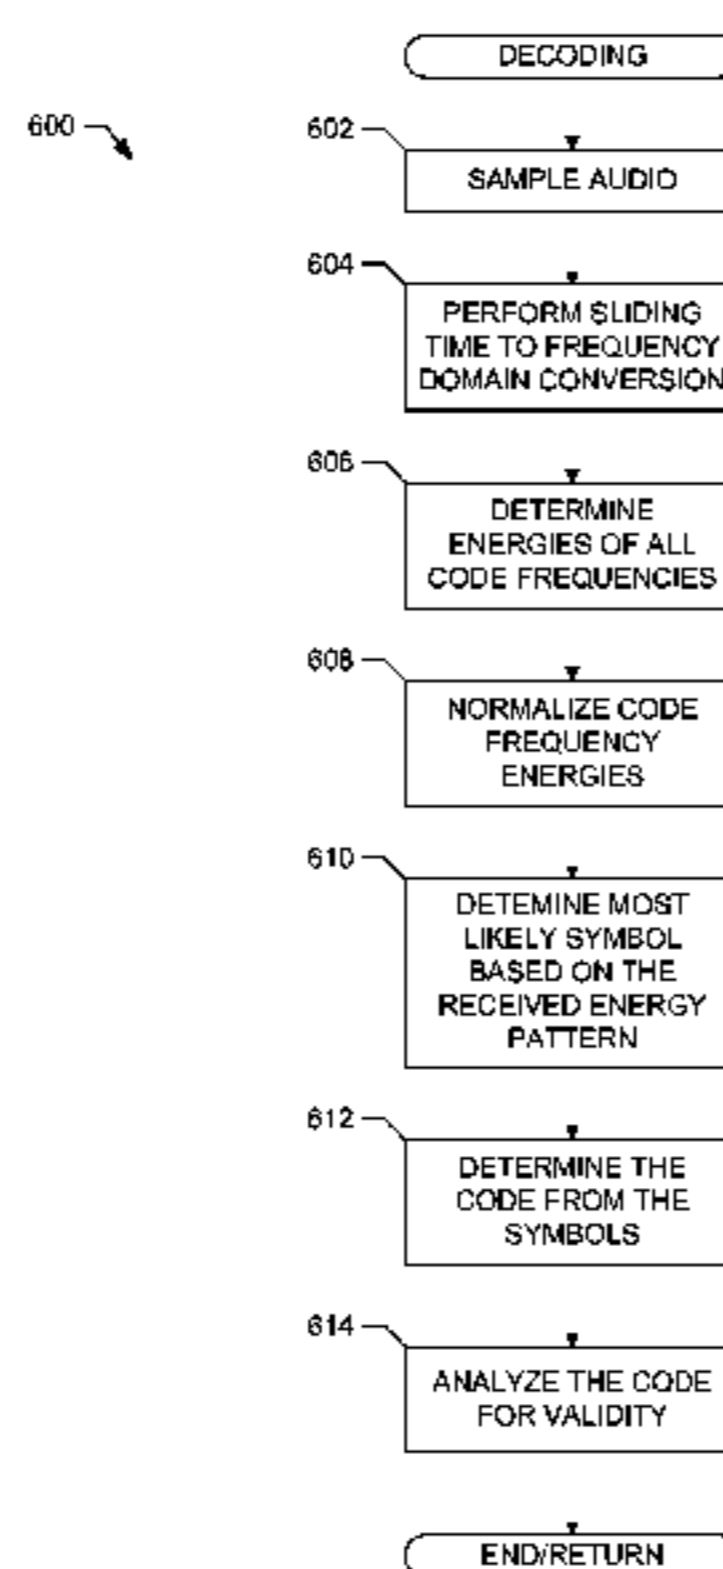 DECODING
600
602
SAMPLE AUDIO
604
PERFORM SLIDING
TIME TO FREQUENCY
DOMAIN CONVERSION
606
DETERMINE
ENERGIES OF ALL
CODE FREQUENCIES
608
NORMALIZE CODE
FREQUENCY
ENERGIES
610
DETEMINE MOST
LIKELY SYMBOL
BASED ON THE
RECEIVED ENERGY
PATTERN
612
DETERMINE THE
CODE FROM THE
SYMBOLS
614
ANALYZE THE CODE
FOR VALIDITY
END/RETURN